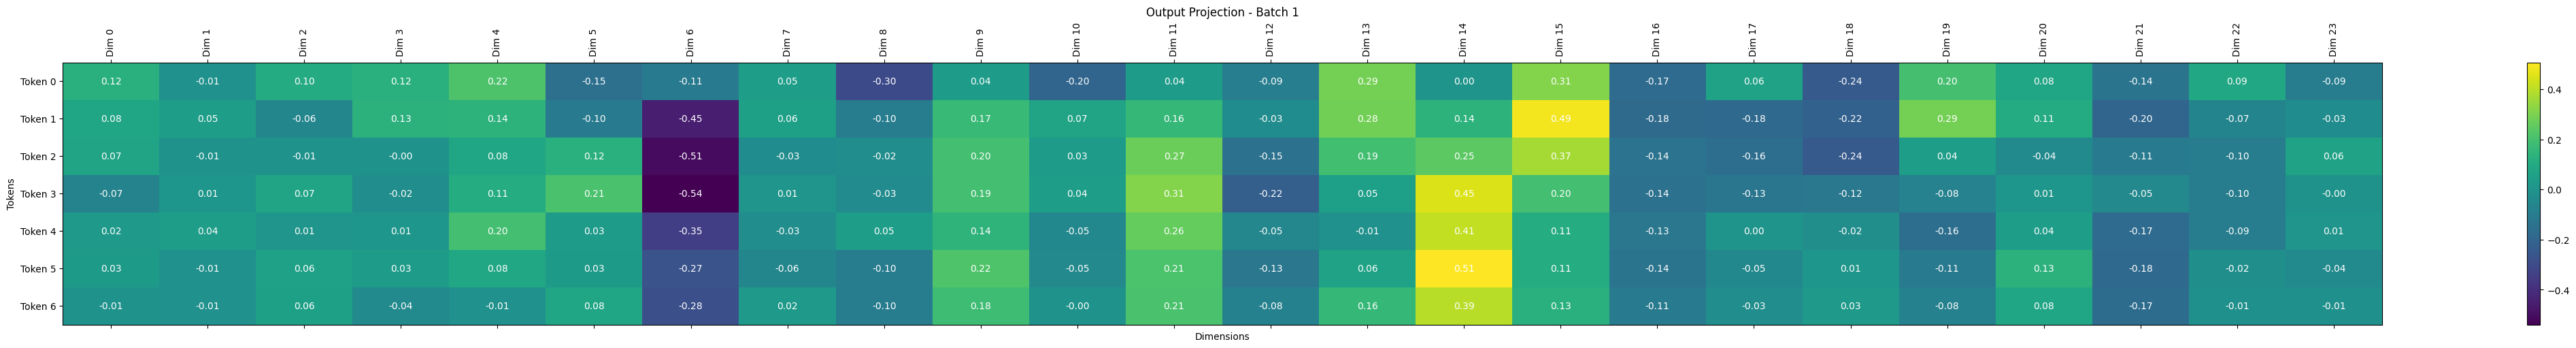 Output Projection - Batch 1
Dim 0 Dim 1 Dim 2 Dim 3 Dim 4 Dim 5 Dim 6 Dim 7 Dim 8 Dim 9 Dim 10 Dim 11 Dim 12 Dim 13 Dim 14 Dim 15 Dim 16 Dim 17 Dim 18 Dim 19 Dim 20 Dim 21 Dim 22 Dim 23
Token 0 0.12 -0.01 0.10 0.12 0.22 -0.15 -0.11 0.05 -0.30 0.04 -0.20 0.04 -0.09 0.29 0.00 0.31 -0.17 0.06 -0.24 0.20 0.08 -0.14 0.09 -0.09
Token 1 0.08 0.05 -0.06 0.13 0.14 -0.10 -0.45 0.06 -0.10 0.17 0.07 0.16 -0.03 0.28 0.14 0.49 -0.18 -0.18 -0.22 0.29 0.11 -0.20 -0.07 -0.03
Token 2 0.07 -0.01 -0.01 -0.00 0.08 0.12 -0.51 -0.03 -0.02 0.20 0.03 0.27 -0.15 0.19 0.25 0.37 -0.14 -0.16 -0.24 0.04 -0.04 -0.11 -0.10 0.06
Token 3 -0.07 0.01 0.07 -0.02 0.11 0.21 -0.54 0.01 -0.03 0.19 0.04 0.31 -0.22 0.05 0.45 0.20 -0.14 -0.13 -0.12 -0.08 0.01 -0.05 -0.10 -0.00
Token 4 0.02 0.04 0.01 0.01 0.20 0.03 -0.35 -0.03 0.05 0.14 -0.05 0.26 -0.05 -0.01 0.41 0.11 -0.13 0.00 -0.02 -0.16 0.04 -0.17 -0.09 0.01
Token 5 0.03 -0.01 0.06 0.03 0.08 0.03 -0.27 -0.06 -0.10 0.22 -0.05 0.21 -0.13 0.06 0.51 0.11 -0.14 -0.05 0.01 -0.11 0.13 -0.18 -0.02 -0.04
Token 6 -0.01 -0.01 0.06 -0.04 -0.01 0.08 -0.28 0.02 -0.10 0.18 -0.00 0.21 -0.08 0.16 0.39 0.13 -0.11 -0.03 0.03 -0.08 0.08 -0.17 -0.01 -0.01
Tokens
Dimensions
0.4
0.2
0.0
−0.2
−0.4